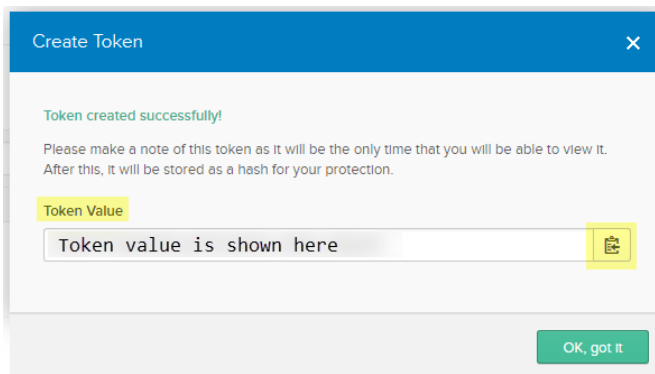 Create Token
Token created successfully!
Please make a note of this token as it will be the only time that you will be able to view it.
After this, it will be stored as a hash for your protection.
Token Value
Token value is shown here
OK, got it